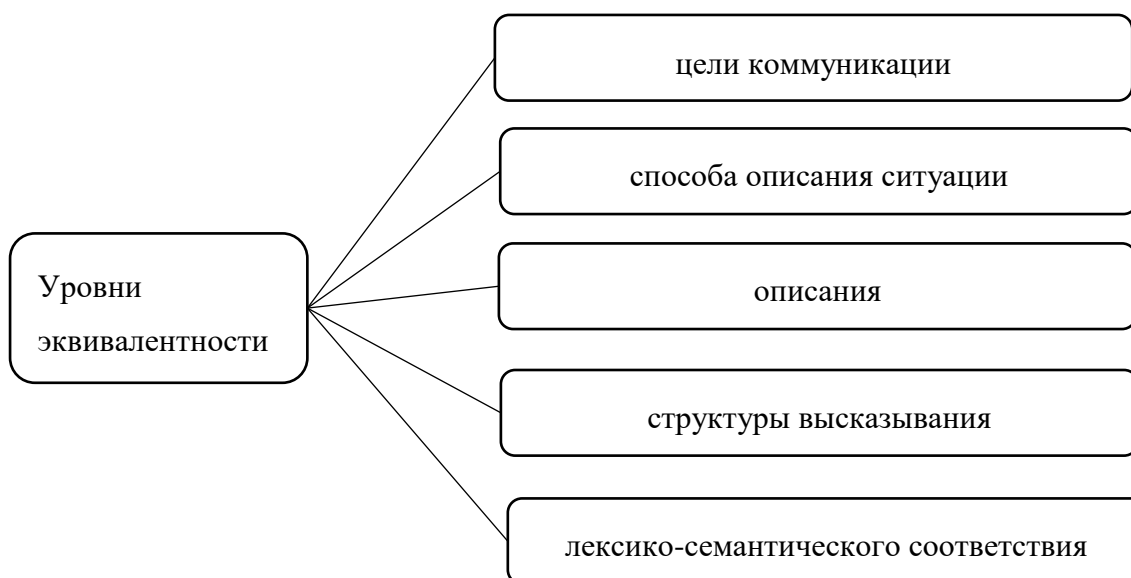 цели коммуникации
способа описания ситуации
Уровни
эквивалентности
описания
структуры высказывания
лексико-семантического соответствия